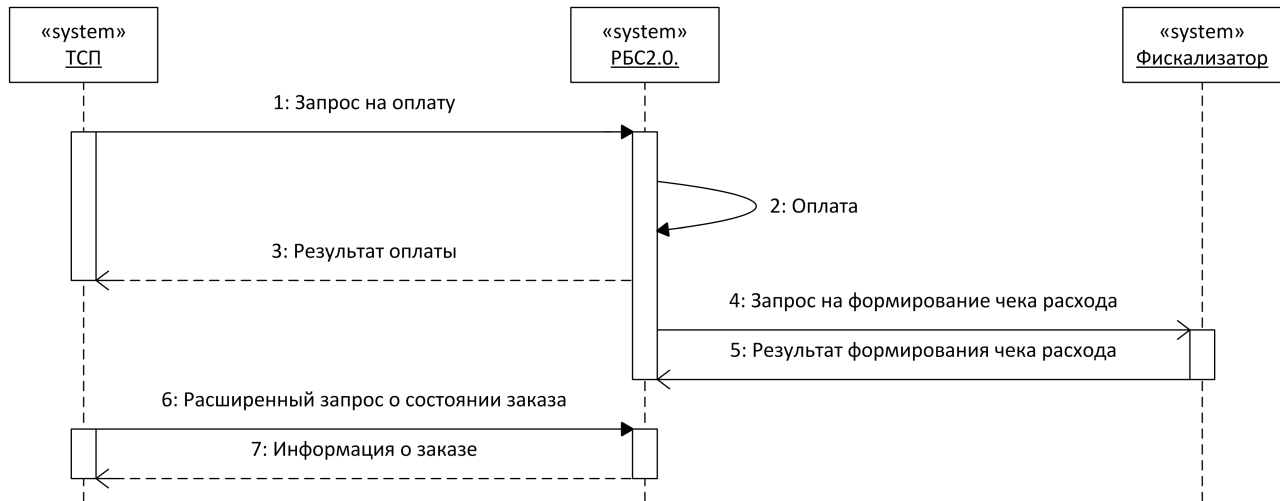 «system»
ТСП
«system»
РБС2.0.
«system»
Фискализатор
1: Запрос на оплату
2: Оплата
3: Результат оплаты
4: Запрос на формирование чека расхода
5: Результат формирования чека расхода
6: Расширенный запрос о состоянии заказа
7: Информация о заказе